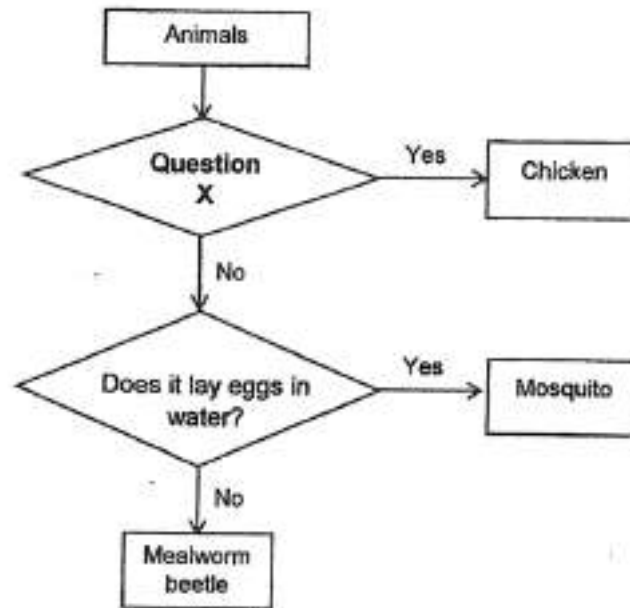 Animals
Question
X
Yes
Chicken
No
Does it lay eggs in
water?
Yes
Mosquito
No
Mealworm
beetle